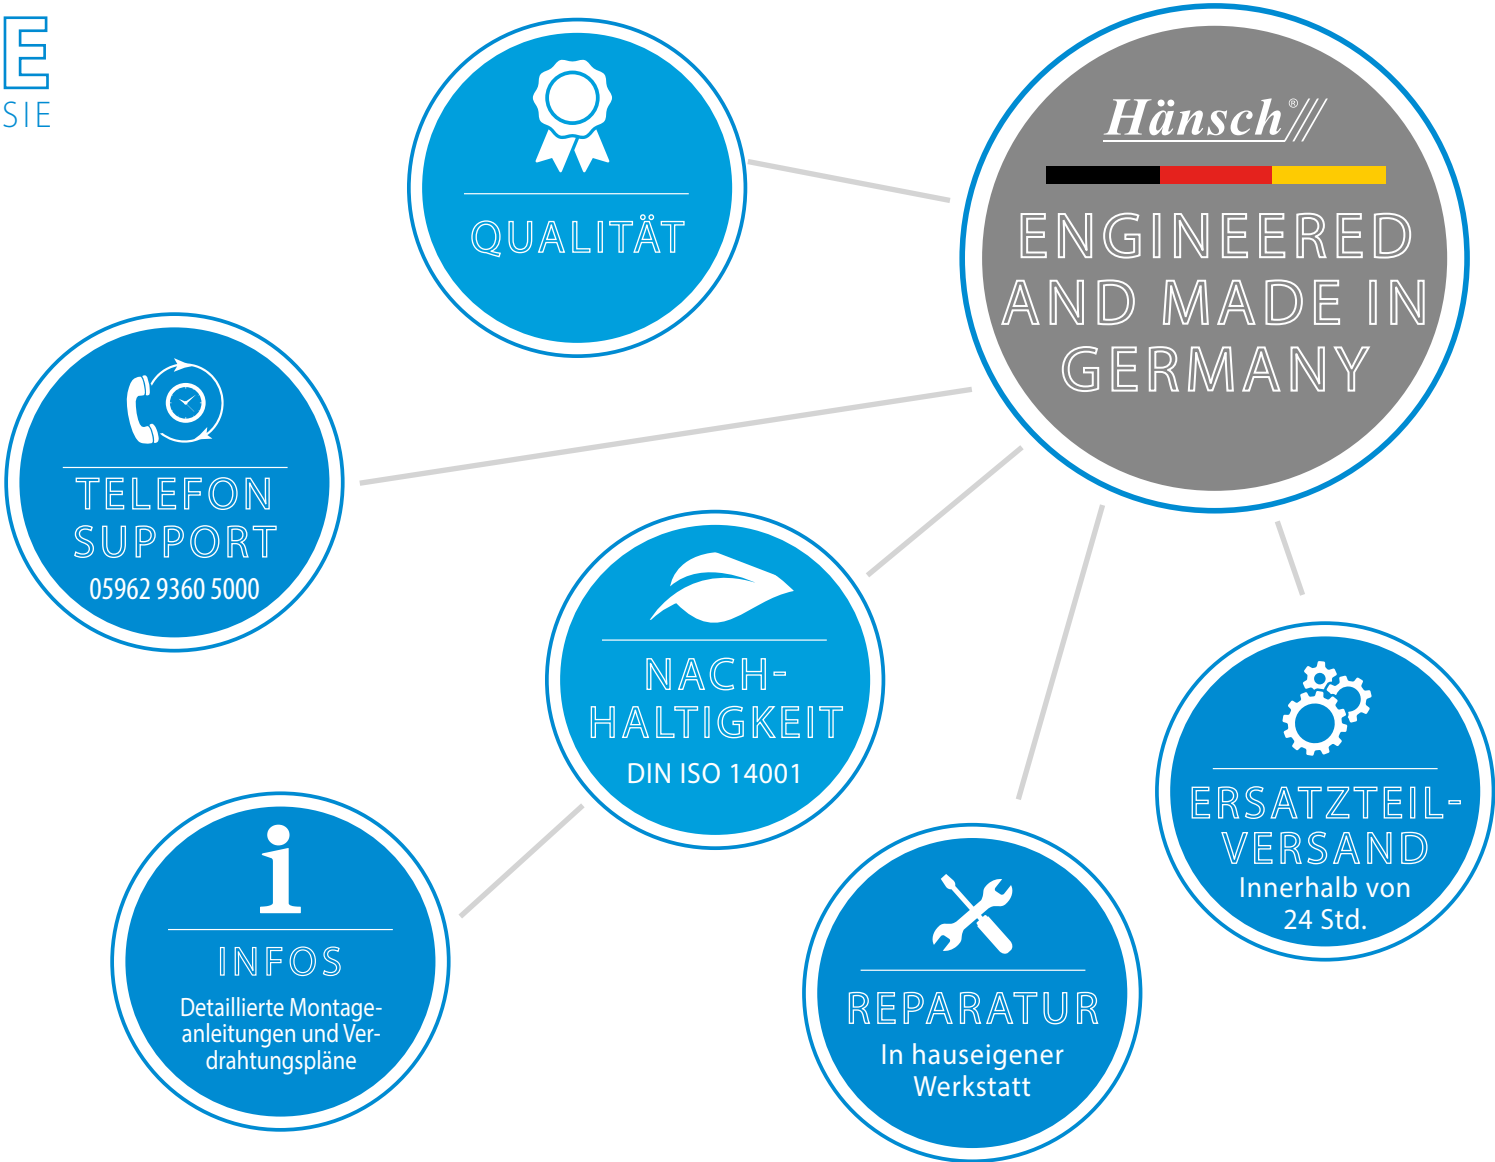 E
SIE
QUALITÄT
Hänsch®
ENGINEERED
AND MADE IN
GERMANY
TELEFON
SUPPORT
05962 9360 5000
NACH-
HALTIGKEIT
DIN ISO 14001
ERSATZTEIL-
VERSAND
Innerhalb von
24 Std.
INFOS
Detaillierte Montage-
anleitungen und Ver-
drahtungspläne
REPARATUR
In hauseigener
Werkstatt